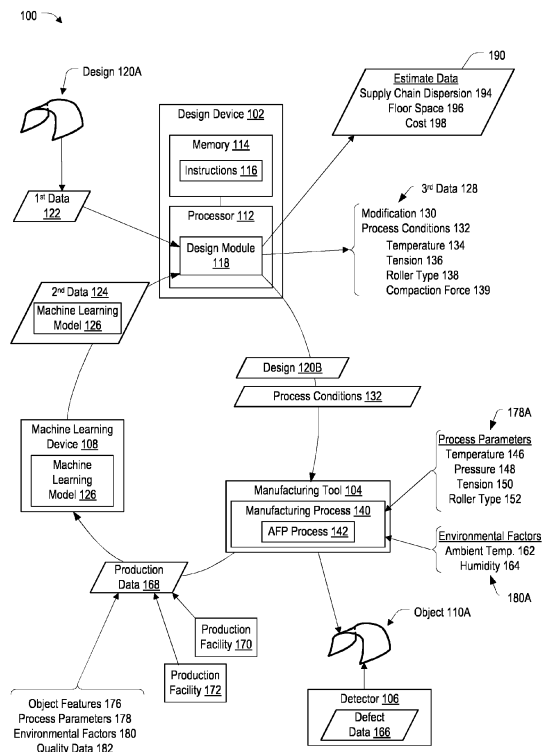 100
Design 120A
190
Estimate Data
Supply Chain Dispersion 194
Floor Space 196
Cost 198
Design Device 102
Memory 114
Instructions 116
1st Data
122
Processor 112
Design Module
118
3rd Data 128
Modification 130
Process Conditions 132
Temperature 134
Tension 136
Roller Type 138
Compaction Force 139
2nd Data 124
Machine Learning
Model 126
Design 120B
Process Conditions 132
Machine Learning
Device 108
Machine
Learning
Model 126
178A
Process Parameters
Temperature 146
Pressure 148
Tension 150
Roller Type 152
Manufacturing Tool 104
Manufacturing Process 140
AFP Process 142
Environmental Factors
Ambient Temp. 162
Humidity 164
180A
Production
Data 168
Object 110A
Production
Facility 170
Production
Facility 172
Object Features 176
Process Parameters 178
Environmental Factors 180
Quality Data 182
Detector 106
Defect
Data 166